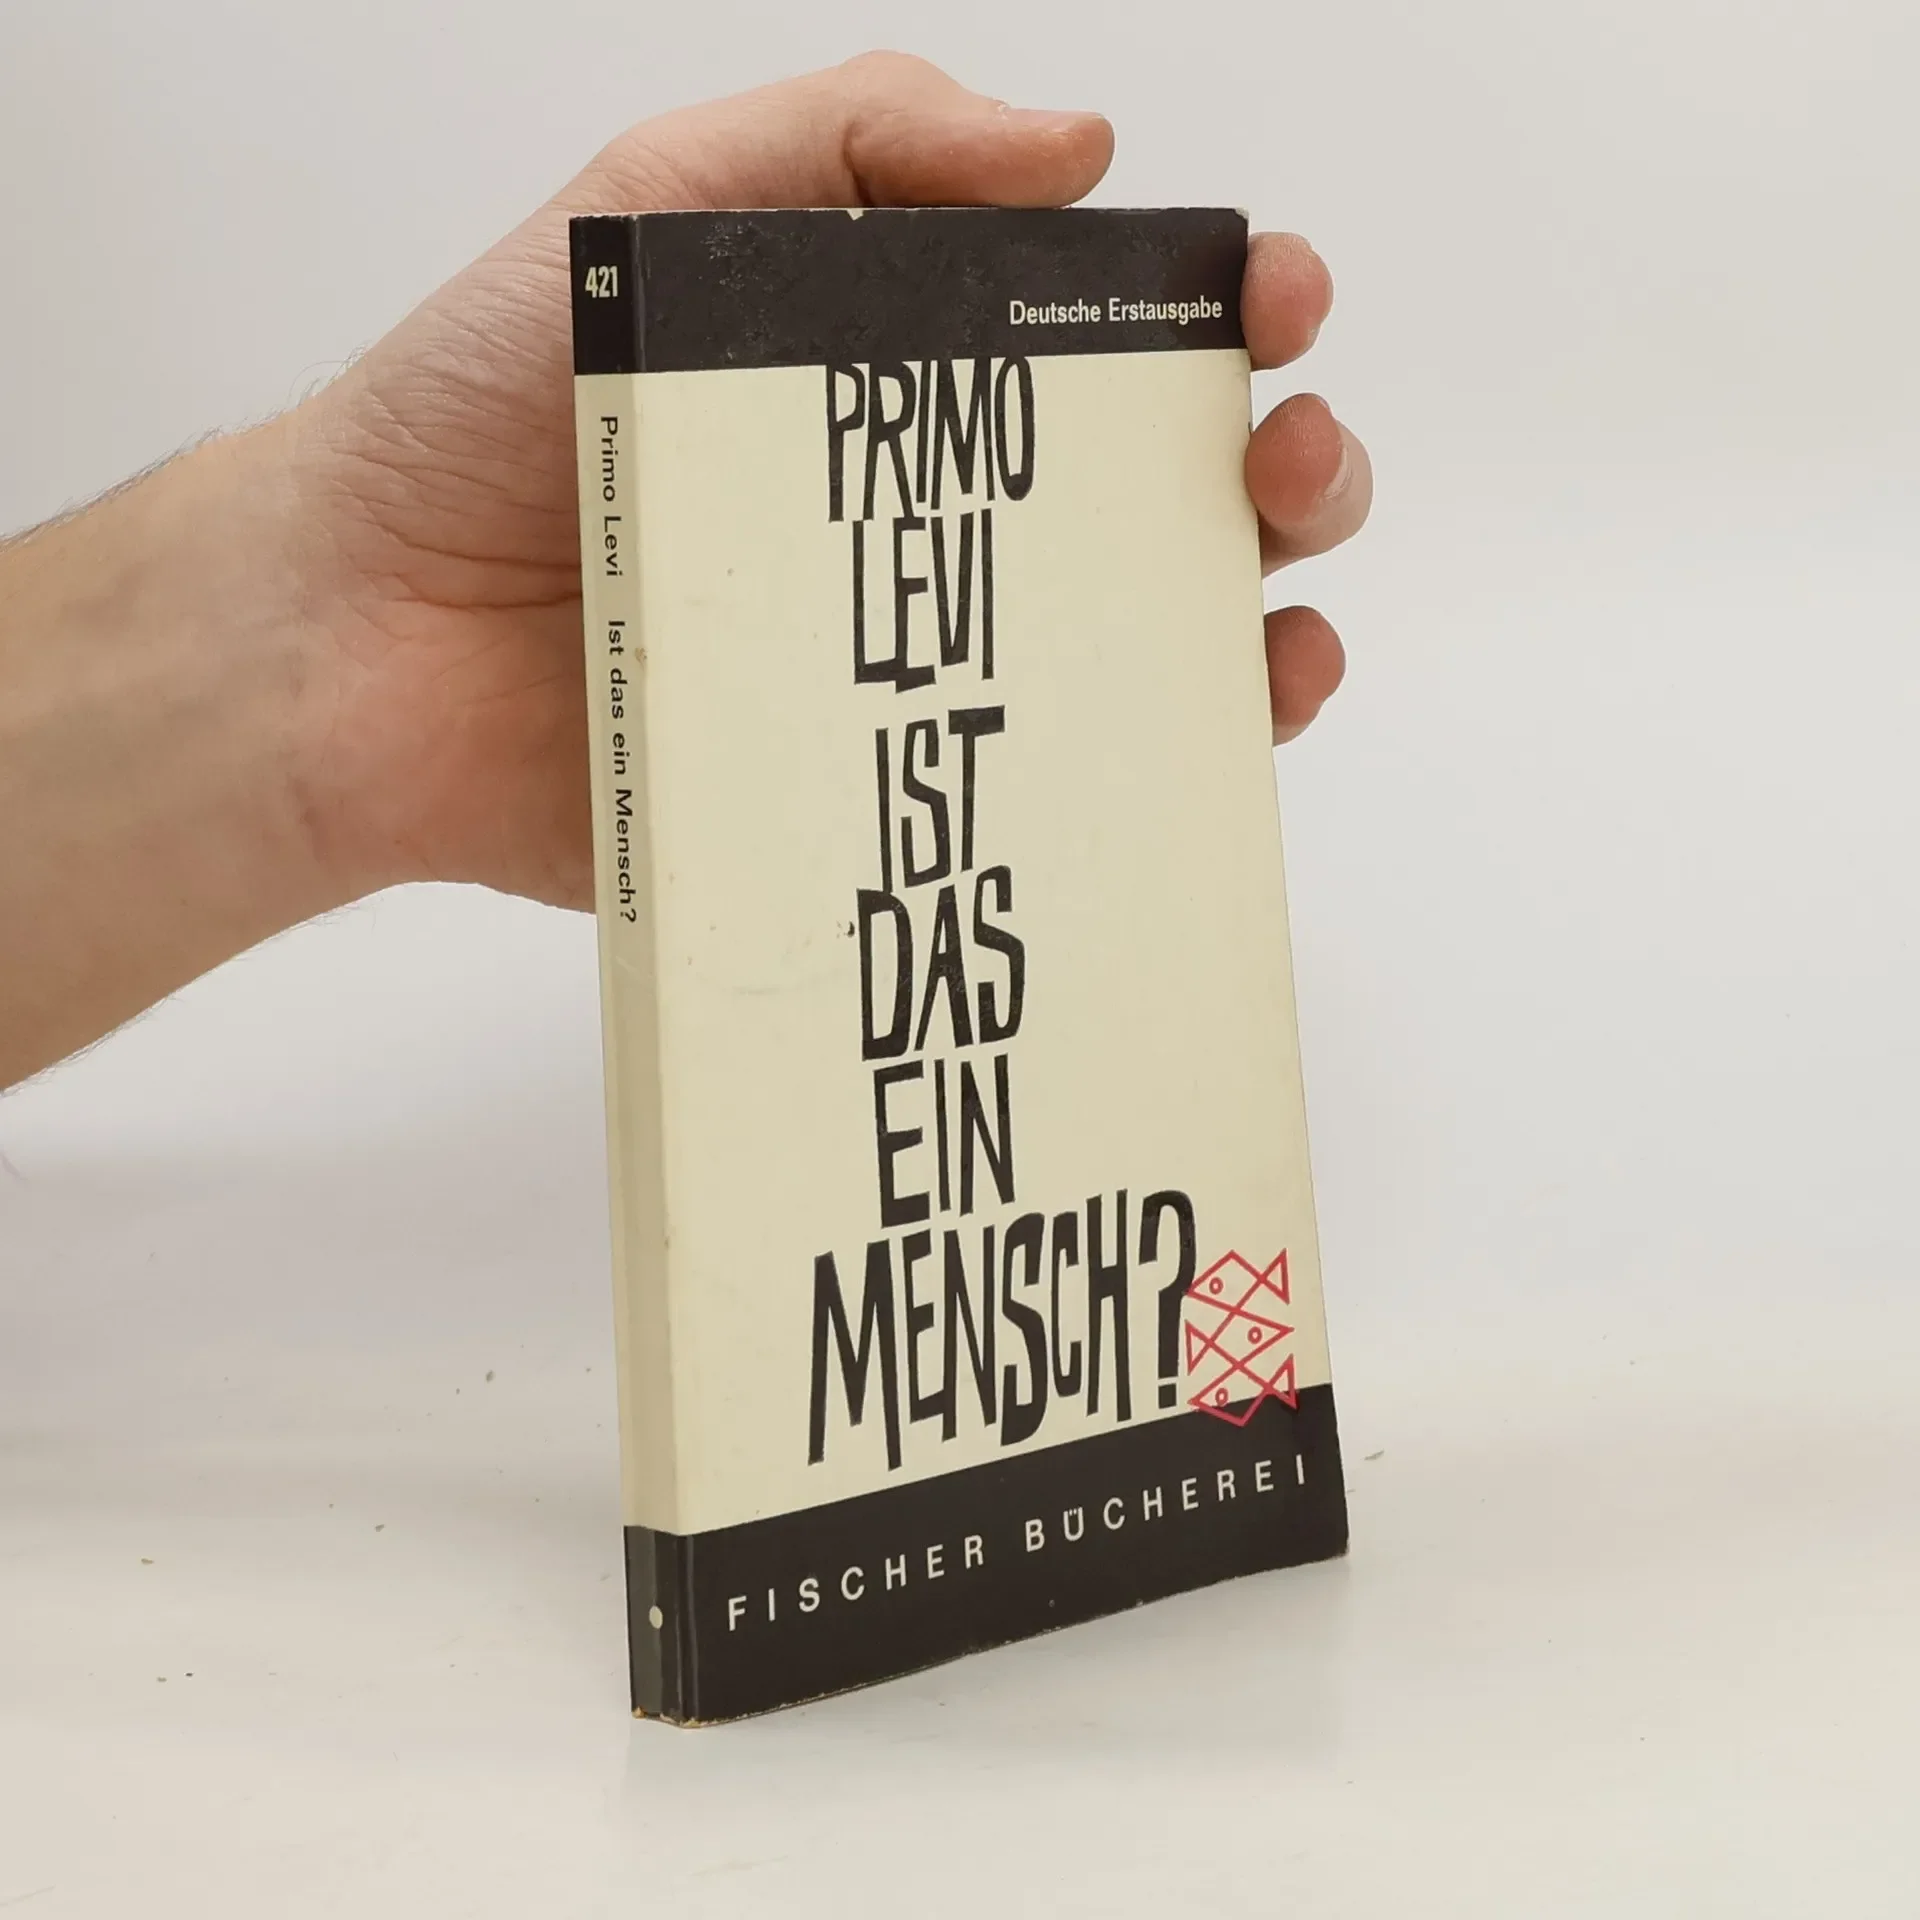 421
Primo Levi Ist das ein Mensch?
Deutsche Erstausgabe
PRIMO
LEVI
IST
DAS
EIN
MENSCH?
FISCHER BÜCHEREI